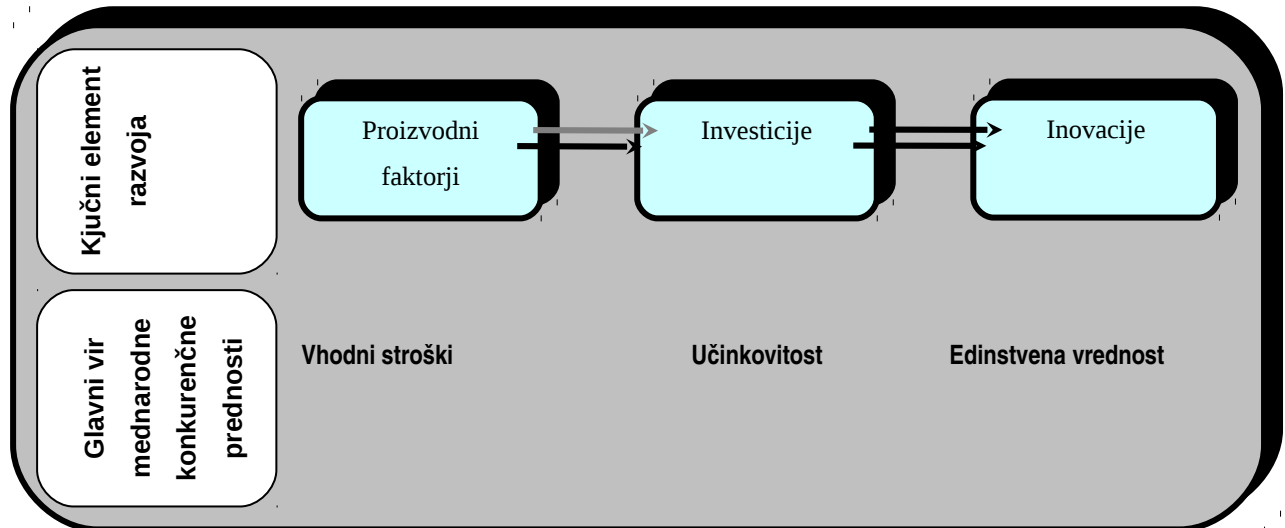 Kjučni element
razvoja
Proizvodni
faktorji
Investicije
Inovacije
Glavni vir
mednarodne
konkurenčne
prednosti
Vhodni stroški
Učinkovitost
Edinstvena vrednost